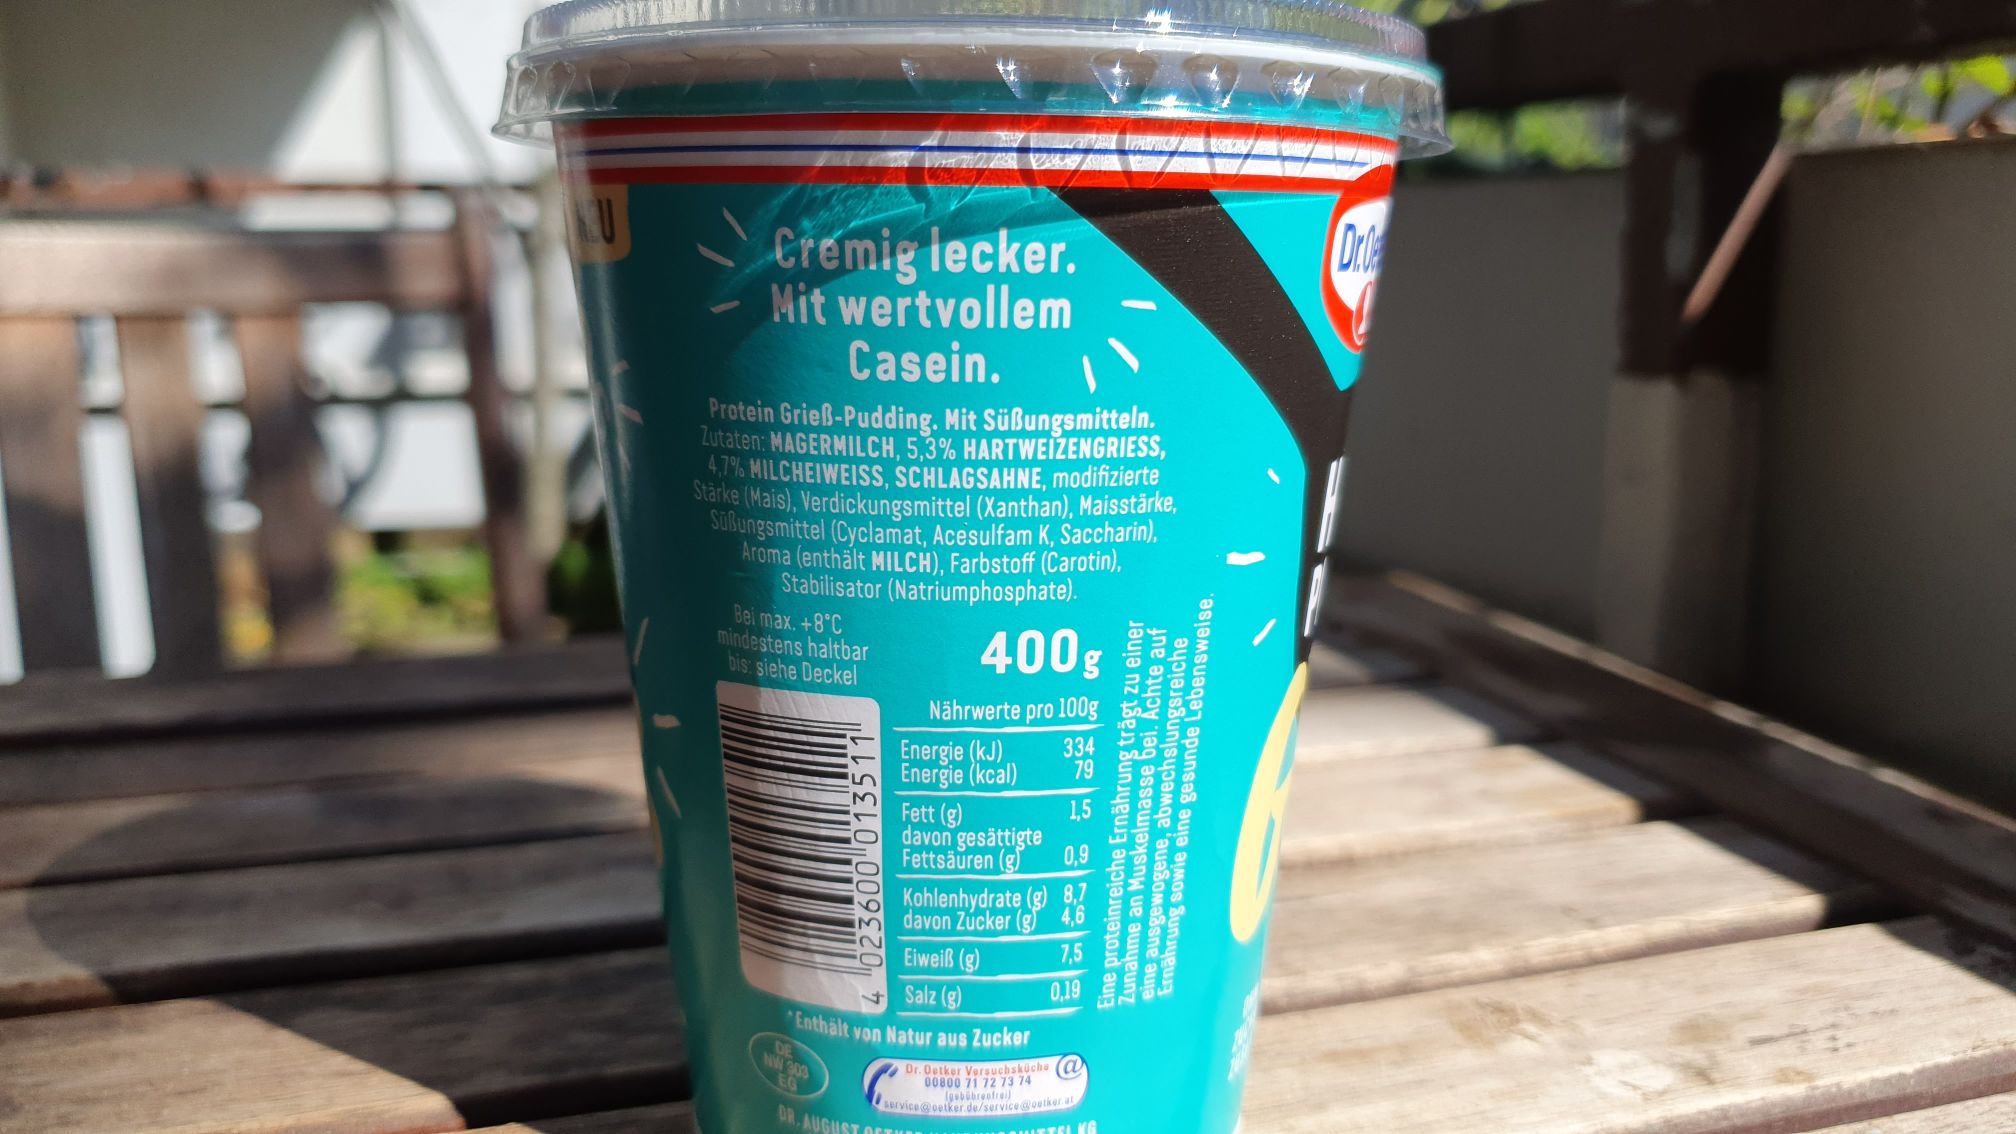 NEU
Cremig lecker.
Mit wertvollem
Casein.
Dr.Oe
Protein Grieß-Pudding. Mit Süßungsmitteln.
Zutaten: MAGERMILCH, 5,3% HARTWEIZENGRIESS,
4,7% MILCHEIWEISS, SCHLAGSAHNE, modifizierte
Stärke (Mais), Verdickungsmittel (Xanthan), Maisstärke,
Süßungsmittel (Cyclamat, Acesulfam K, Saccharin),
Aroma (enthält MILCH), Farbstoff (Carotin),
Stabilisator (Natriumphosphate).
Bei max. +8°C
mindestens haltbar
bis: siehe Deckel
400g
Nährwerte pro 100g
Energie (kJ) 334
Energie (kcal) 79
Fett (g) 1,5
davon gesättigte
Fettsäuren (g) 0,9
Kohlenhydrate (g) 8,7
davon Zucker (g) 4,6
Eiweiß (g) 7,5
Salz (g) 0,19
4 023600 013511
Eine proteinreiche Ernährung trägt zu einer
Zunahme an Muskelmasse bei. Achte auf
eine ausgewogene, abwechslungsreiche
Ernährung sowie eine gesunde Lebensweise.
*Enthält von Natur aus Zucker
DE
NW 303
EG
Dr. Oetker Versuchsküche @
00800 71 72 73 74
(gebührenfrei)
service@oetker.de/service@oetker.at
DR. AUGUST OETKER NAHRUNGSMITTEL KG